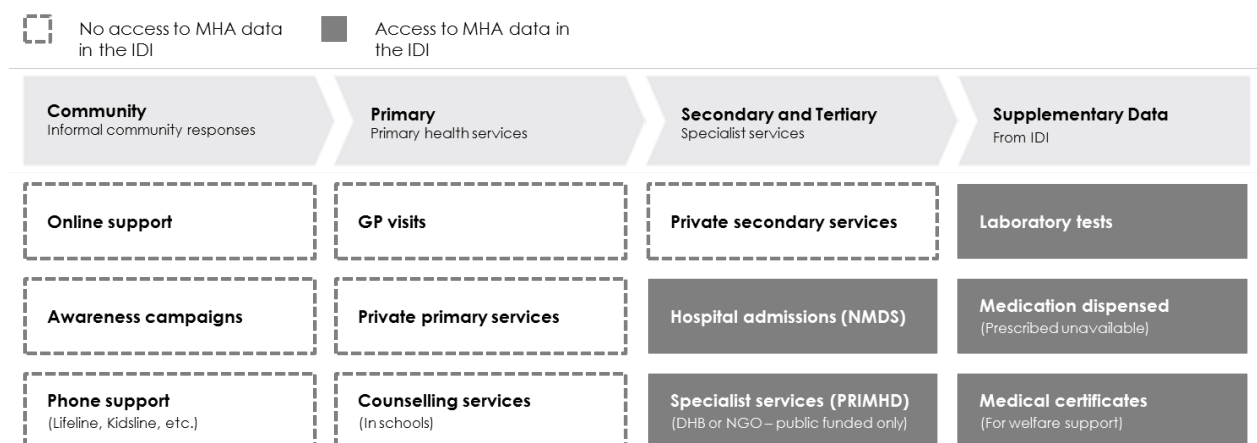 No access to MHA data
in the IDI
Access to MHA data in
the IDI
Community
Informal community responses
Primary
Primary health services
Secondary and Tertiary
Specialist services
Supplementary Data
From IDI
Online support
GP visits
Private secondary services
Laboratory tests
Awareness campaigns
Private primary services
Hospital admissions (NMDS)
Medication dispensed
(Prescribed unavailable)
Phone support
(Lifeline, Kidsline, etc.)
Counselling services
(In schools)
Specialist services (PRIMHD)
(DHB or NGO – public funded only)
Medical certificates
(For welfare support)